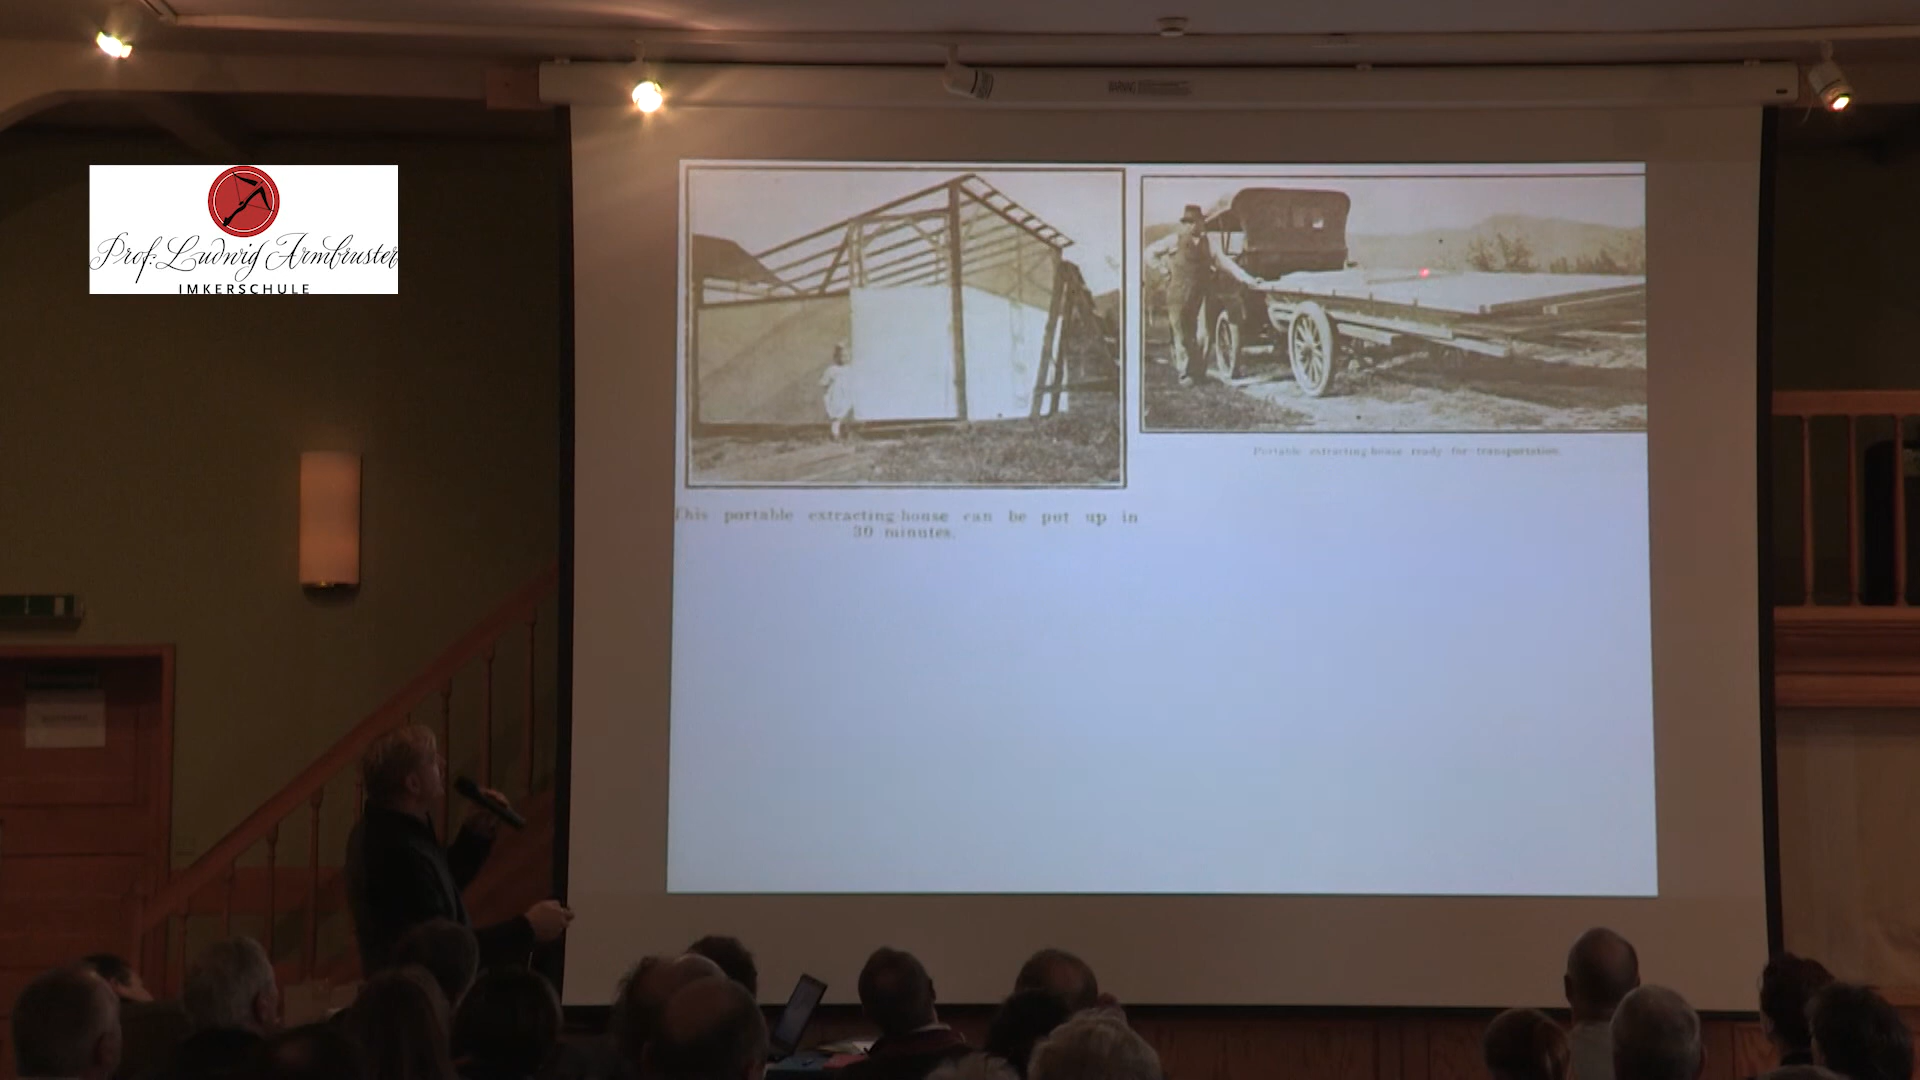 Prof. Ludwig Armbruster
IMKERSCHULE
This portable extracting-house can be put up in
30 minutes.
Portable extracting-house ready for transportation.